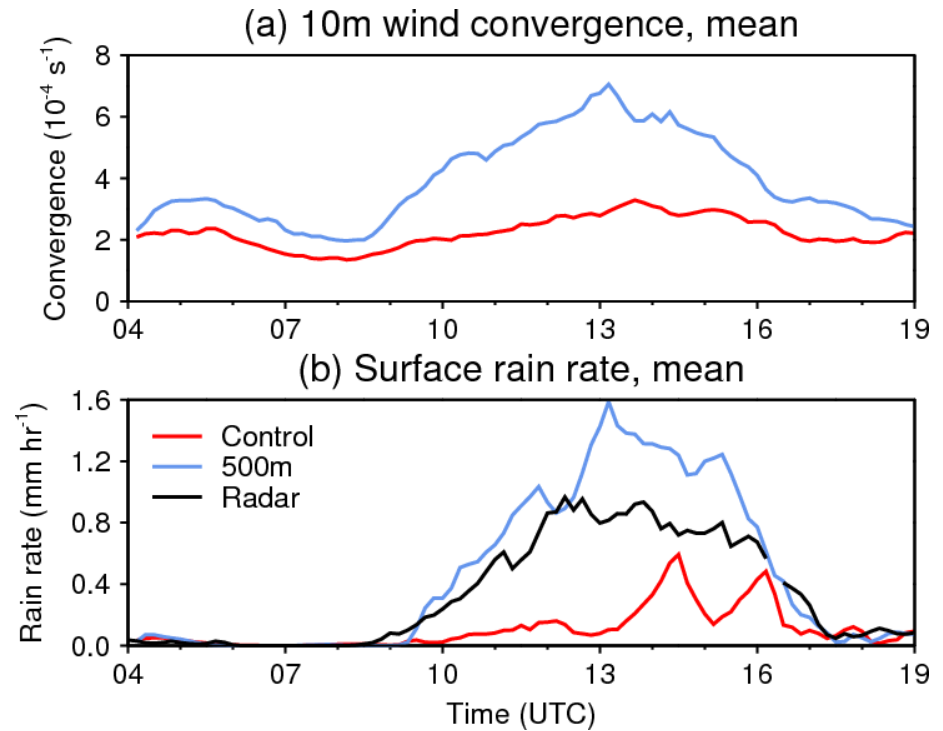 (a) 10m wind convergence, mean
Convergence (10⁻⁴ s⁻¹)
8
6
4
2
0
04 07 10 13 16 19
(b) Surface rain rate, mean
Rain rate (mm hr⁻¹)
1.6
1.2
0.8
0.4
0.0
Control
500m
Radar
04 07 10 13 16 19
Time (UTC)